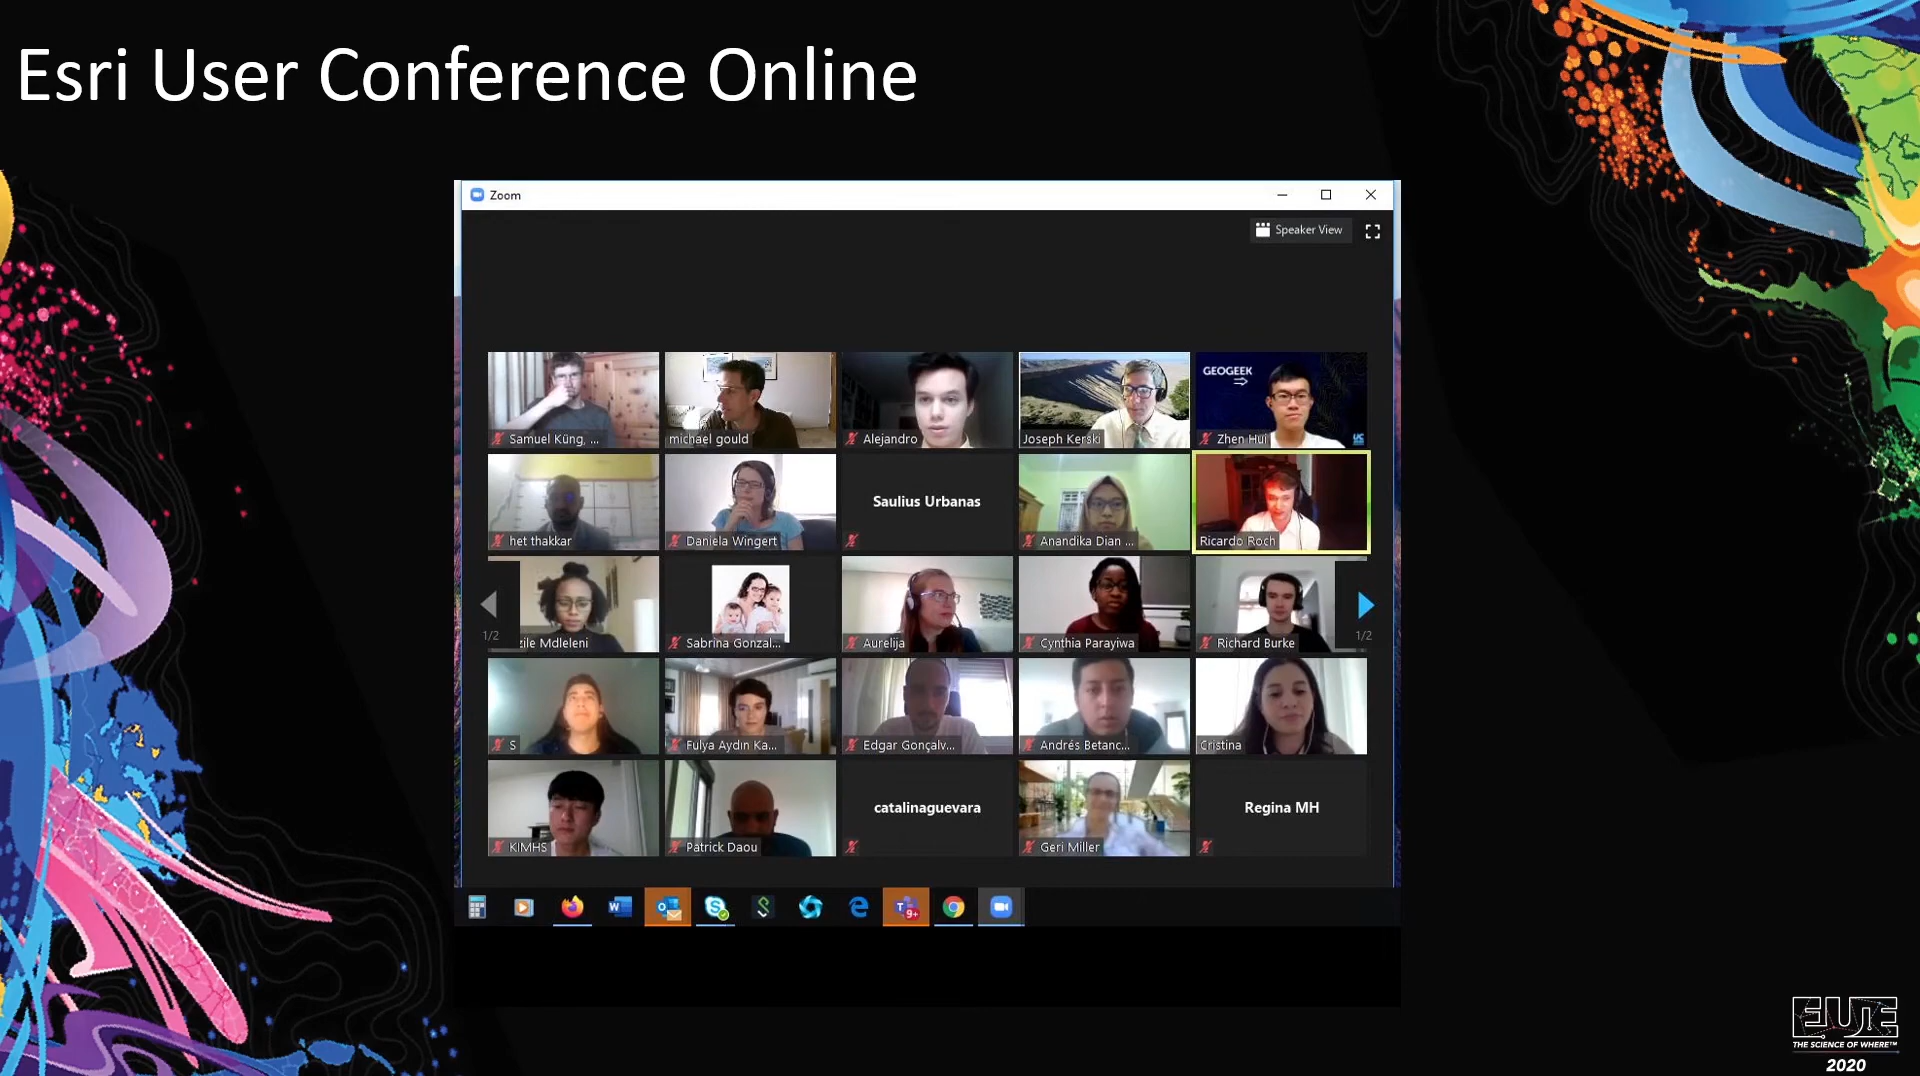 Esri User Conference Online
Zoom
Speaker View
Samuel Küng, ...
michael gould
Alejandro
Joseph Kerski
GEOGEEK
Zhen Hui
het thakkar
Daniela Wingert
Saulius Urbanas
Anandika Dian ...
Ricardo Roch
1/2
zile Mdleleni
Sabrina Gonzal...
Aurelija
Cynthia Parayiwa
Richard Burke
1/2
S
Fulya Aydın Ka...
Edgar Gonçalv...
Andrés Betanc...
Cristina
KIMHS
Patrick Daou
catalinaguevara
Geri Miller
Regina MH
9+
THE SCIENCE OF WHERE™
2020